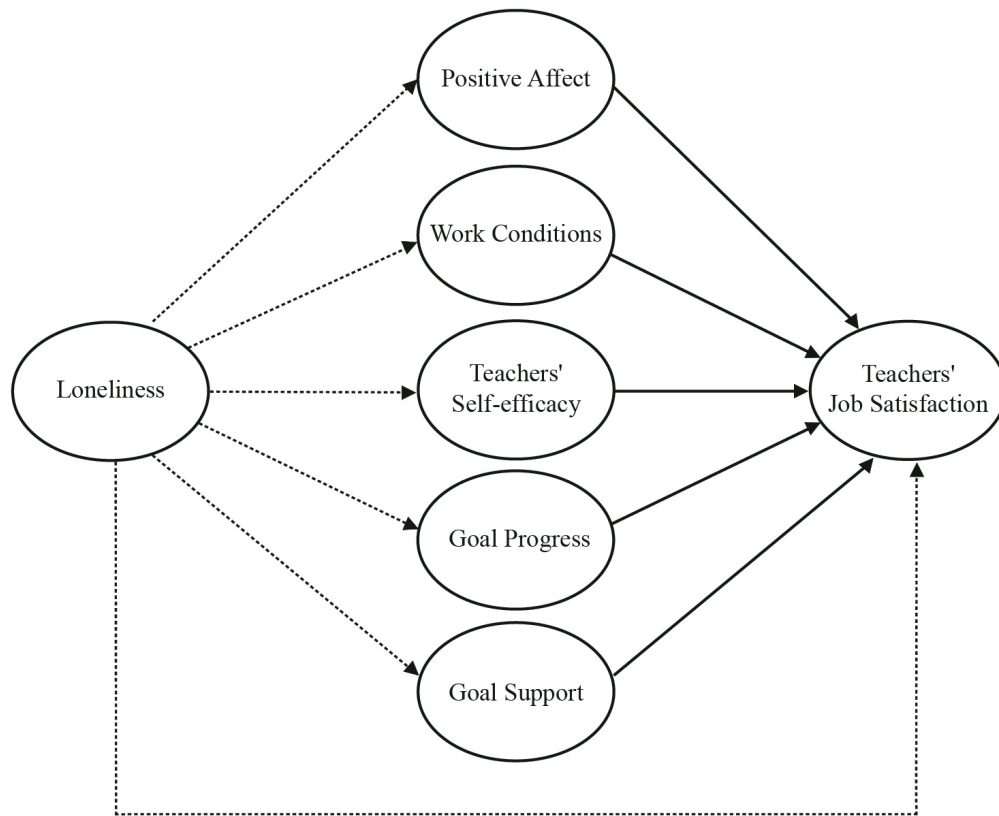 Positive Affect
Work Conditions
Loneliness
Teachers'
Self-efficacy
Teachers'
Job Satisfaction
Goal Progress
Goal Support